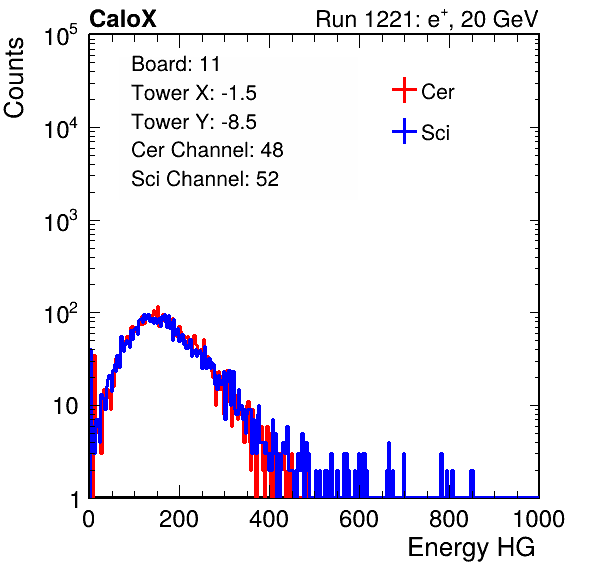 CaloX Run 1221: e⁺, 20 GeV
Counts
Board: 11
Tower X: -1.5
Tower Y: -8.5
Cer Channel: 48
Sci Channel: 52
Cer
Sci
10⁵
10⁴
10³
10²
10
1
0 200 400 600 800 1000
Energy HG